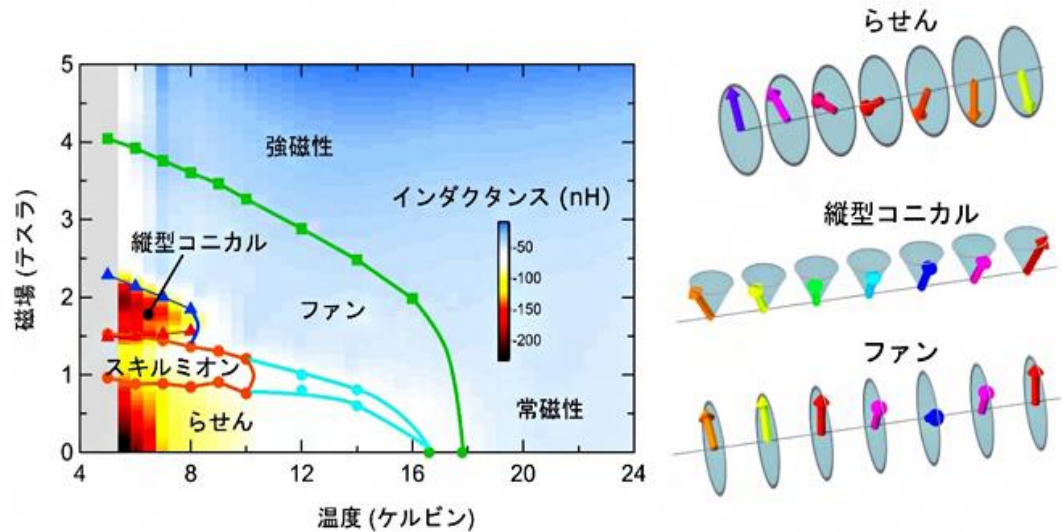 5
4
3
2
1
0
磁場 (テスラ)
強磁性
インダクタンス (nH)
-50
-100
-150
-200
縦型コニカル
ファン
スキルミオン
らせん
常磁性
4
8
12
16
20
24
温度 (ケルビン)
らせん
縦型コニカル
ファン